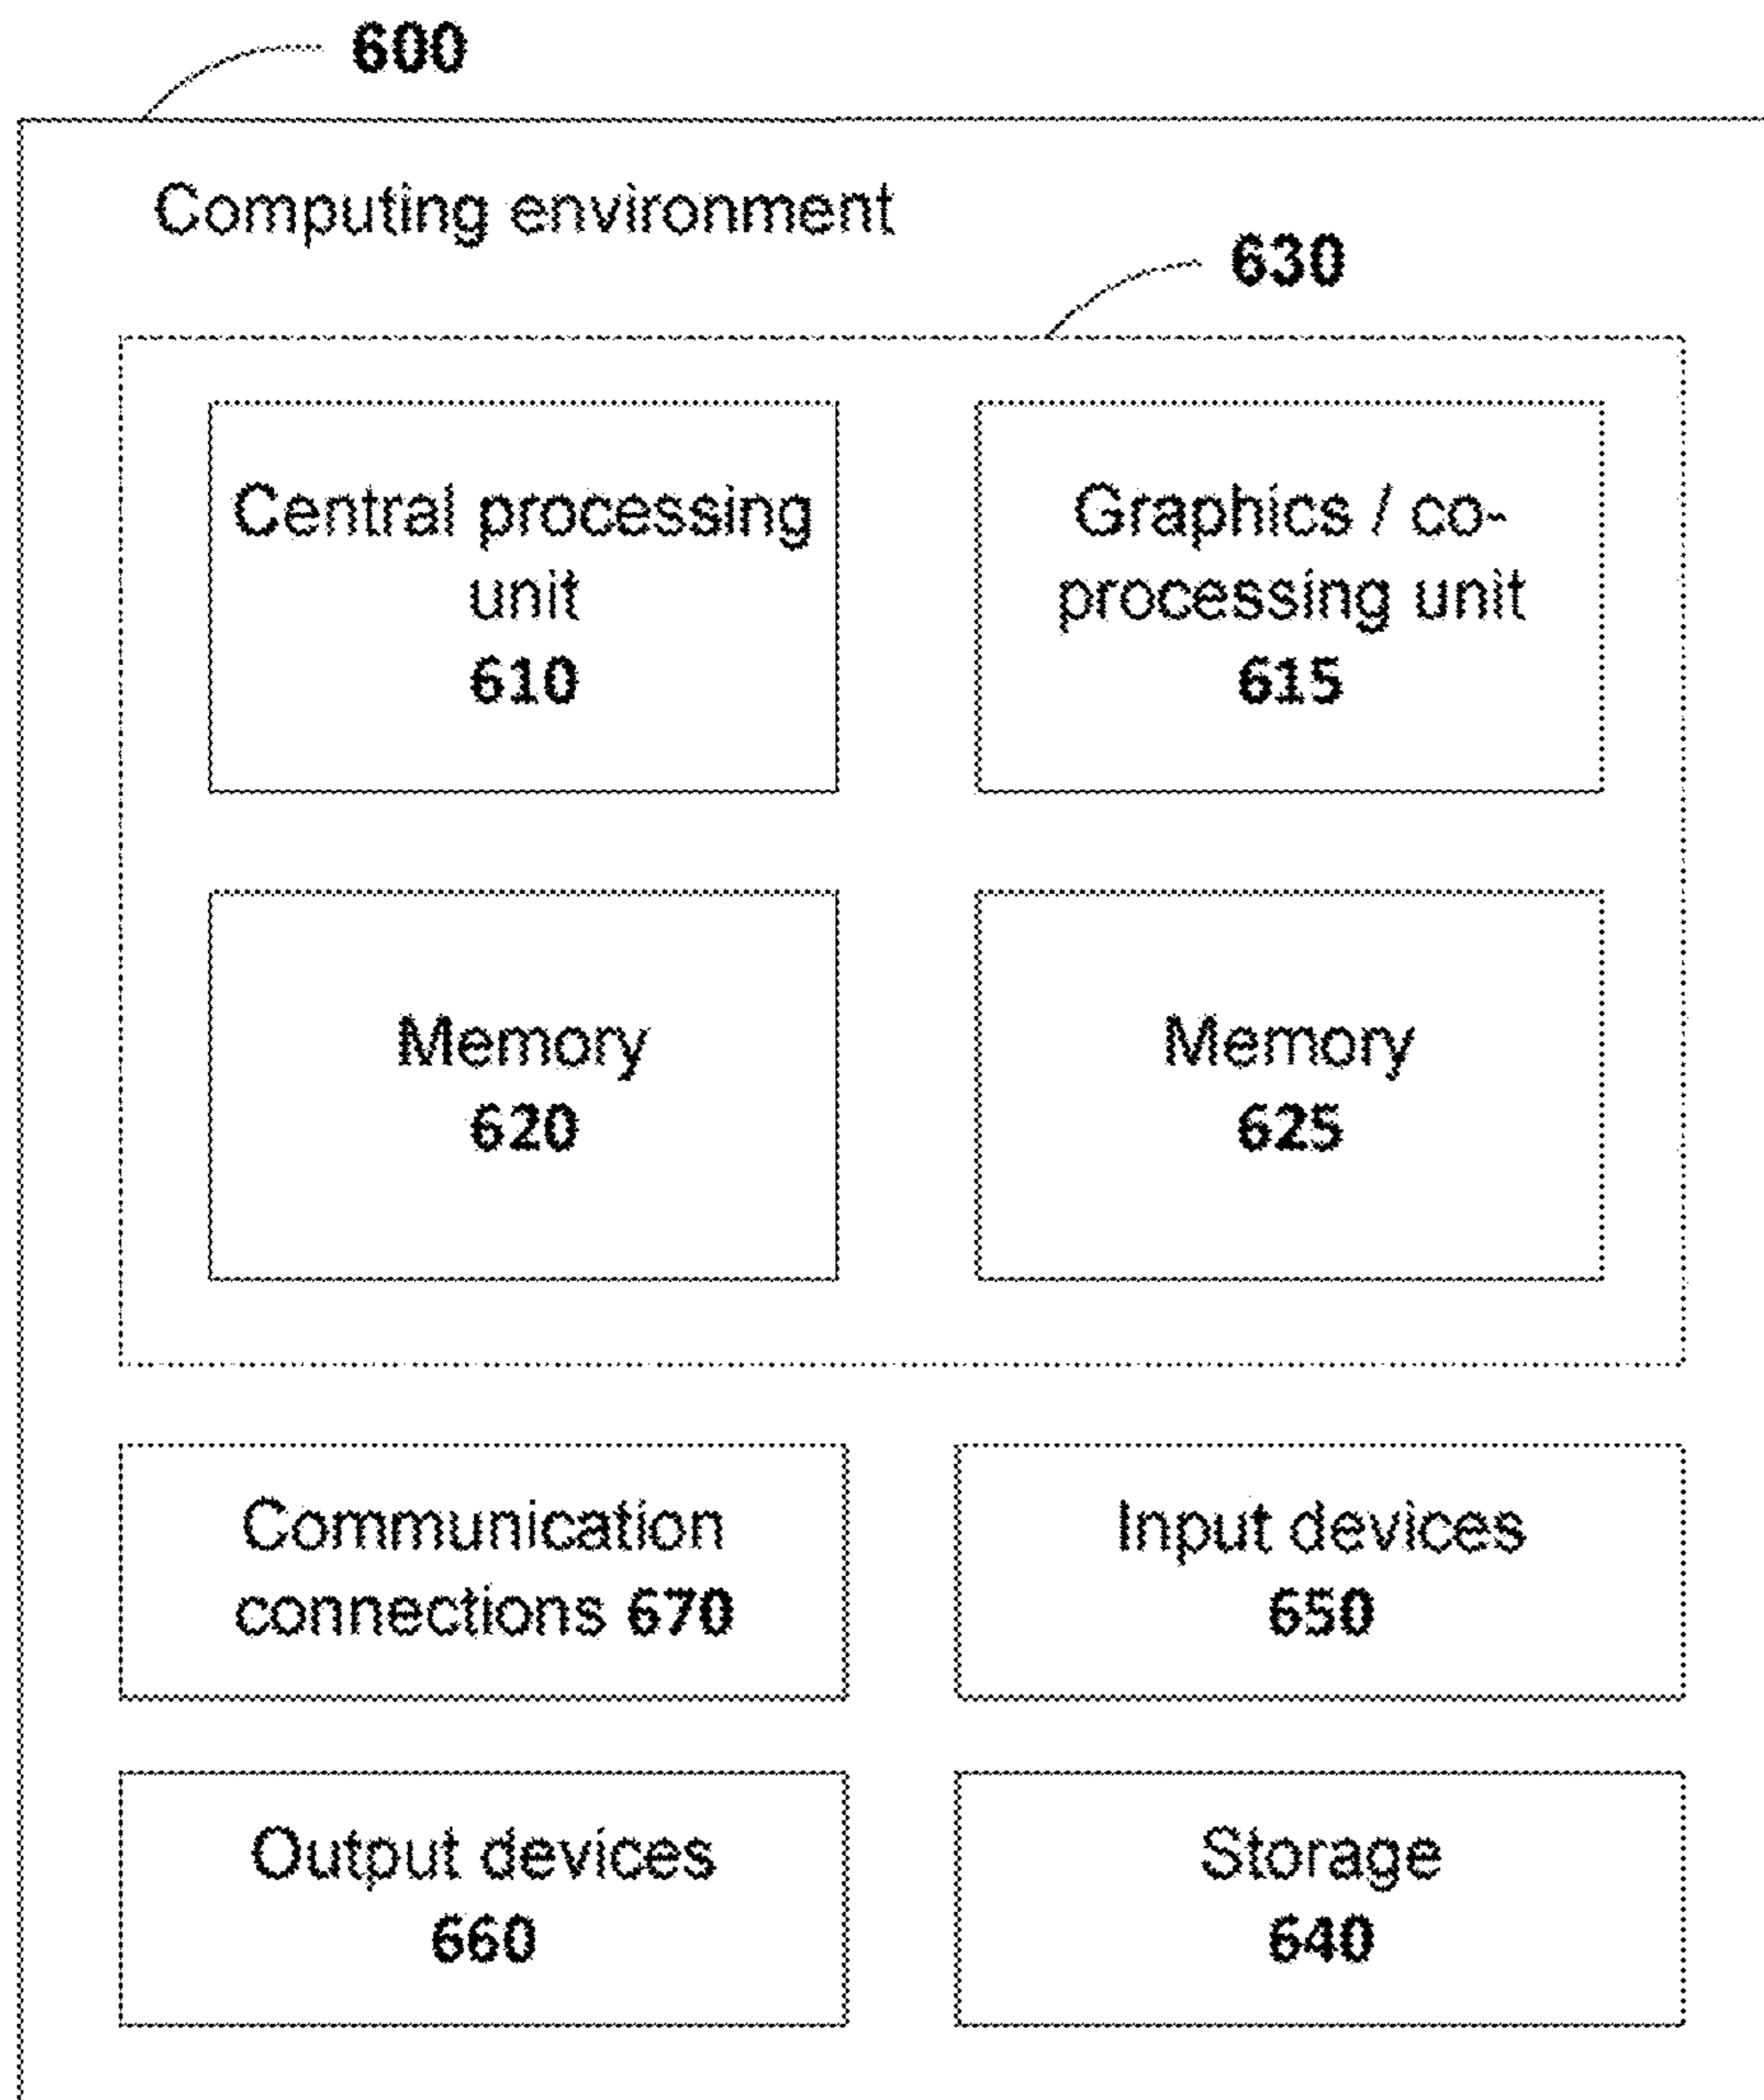 600
Computing environment
630
Central processing
unit
610
Graphics / co-
processing unit
615
Memory
620
Memory
625
Communication
connections 670
Input devices
650
Output devices
660
Storage
640